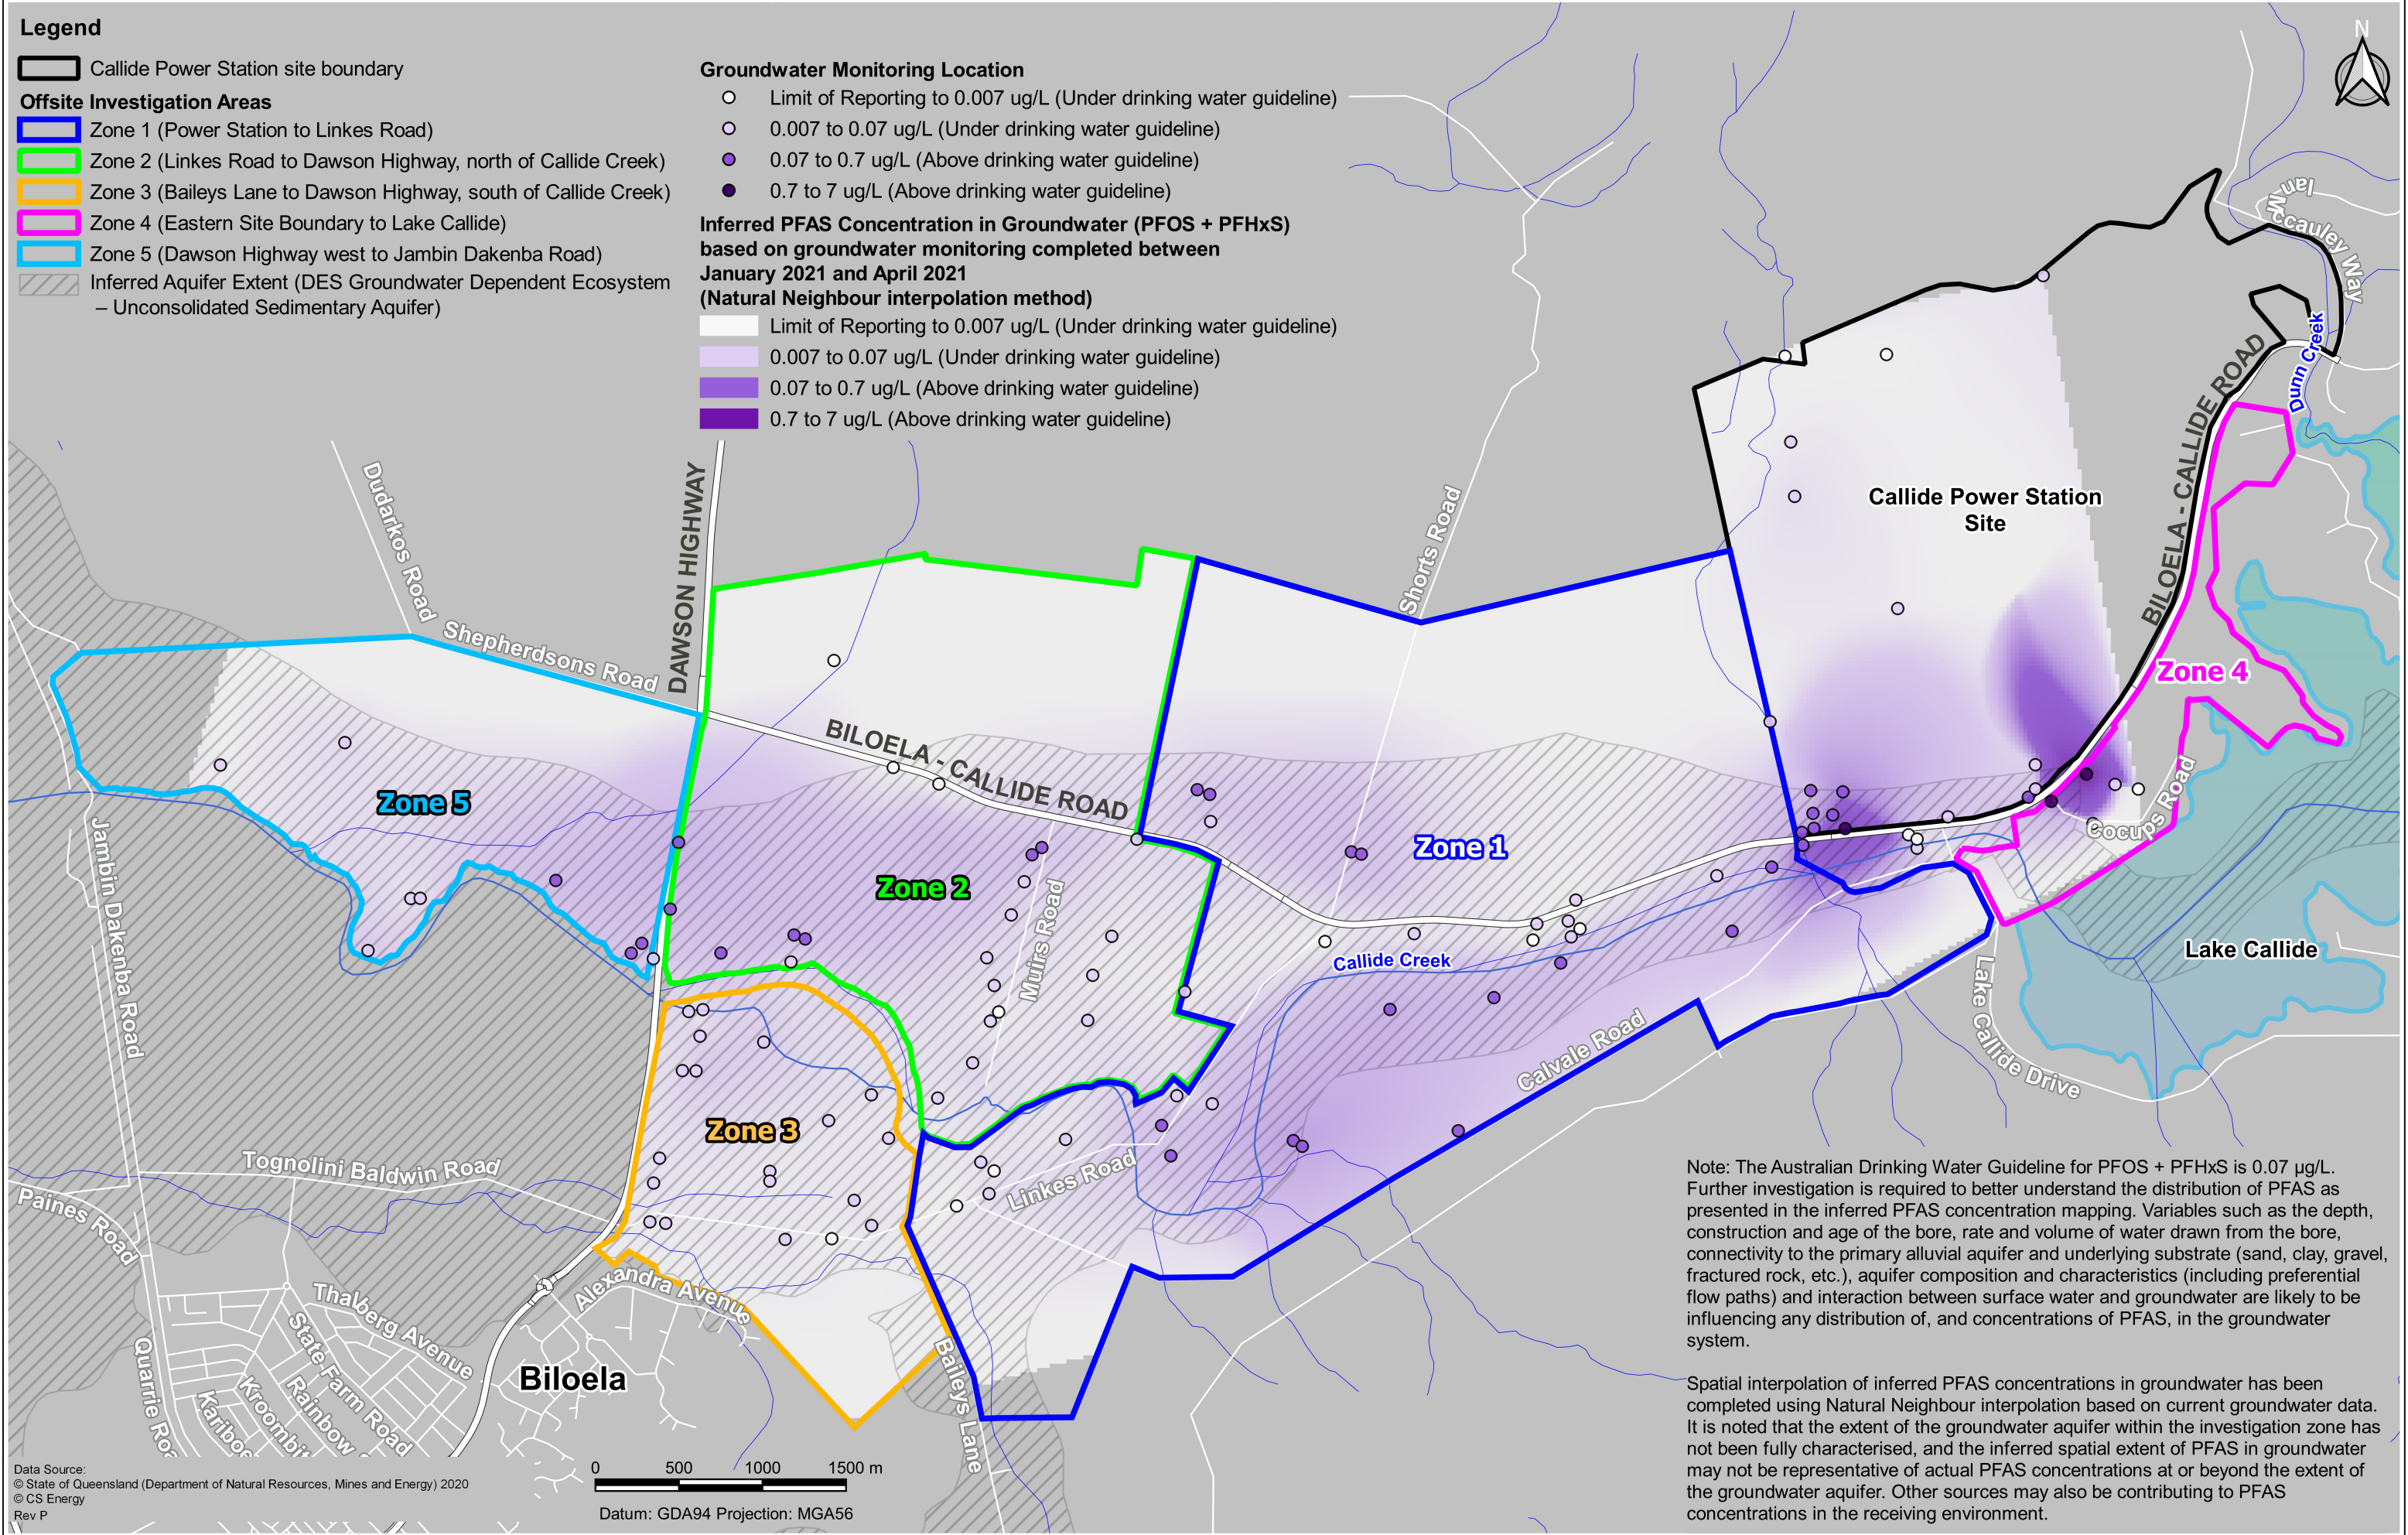 Legend
Callide Power Station site boundary
Offsite Investigation Areas
Zone 1 (Power Station to Linkes Road)
Zone 2 (Linkes Road to Dawson Highway, north of Callide Creek)
Zone 3 (Baileys Lane to Dawson Highway, south of Callide Creek)
Zone 4 (Eastern Site Boundary to Lake Callide)
Zone 5 (Dawson Highway west to Jambin Dakenba Road)
Inferred Aquifer Extent (DES Groundwater Dependent Ecosystem
– Unconsolidated Sedimentary Aquifer)
Groundwater Monitoring Location
Limit of Reporting to 0.007 ug/L (Under drinking water guideline)
0.007 to 0.07 ug/L (Under drinking water guideline)
0.07 to 0.7 ug/L (Above drinking water guideline)
0.7 to 7 ug/L (Above drinking water guideline)
Inferred PFAS Concentration in Groundwater (PFOS + PFHxS)
based on groundwater monitoring completed between
January 2021 and April 2021
(Natural Neighbour interpolation method)
Limit of Reporting to 0.007 ug/L (Under drinking water guideline)
0.007 to 0.07 ug/L (Under drinking water guideline)
0.07 to 0.7 ug/L (Above drinking water guideline)
0.7 to 7 ug/L (Above drinking water guideline)
N
Ian
Mccauley Way
Dunn Creek
BILOELA - CALLIDE ROAD
Callide Power Station
Site
Dudarkos Road
DAWSON HIGHWAY
Shorts Road
Shepherdsons Road
Zone 4
BILOELA - CALLIDE ROAD
Zone 5
Zone 1
Zone 2
Cocups Road
Jambin Dakenba Road
Muirs Road
Callide Creek
Lake Callide
Lake Callide Drive
Calvale Road
Zone 3
Tognolini Baldwin Road
Linkes Road
Paines Road
Alexandra Avenue
Thalberg Avenue
State Farm Road
Rainbow
Quarrie Roa
Biloela
Baileys Lane
Kroombit
Karilboe
Note: The Australian Drinking Water Guideline for PFOS + PFHxS is 0.07 µg/L.
Further investigation is required to better understand the distribution of PFAS as
presented in the inferred PFAS concentration mapping. Variables such as the depth,
construction and age of the bore, rate and volume of water drawn from the bore,
connectivity to the primary alluvial aquifer and underlying substrate (sand, clay, gravel,
fractured rock, etc.), aquifer composition and characteristics (including preferential
flow paths) and interaction between surface water and groundwater are likely to be
influencing any distribution of, and concentrations of PFAS, in the groundwater
system.
Spatial interpolation of inferred PFAS concentrations in groundwater has been
completed using Natural Neighbour interpolation based on current groundwater data.
It is noted that the extent of the groundwater aquifer within the investigation zone has
not been fully characterised, and the inferred spatial extent of PFAS in groundwater
may not be representative of actual PFAS concentrations at or beyond the extent of
the groundwater aquifer. Other sources may also be contributing to PFAS
concentrations in the receiving environment.
0 500 1000 1500 m
Datum: GDA94 Projection: MGA56
Data Source:
© State of Queensland (Department of Natural Resources, Mines and Energy) 2020
© CS Energy
Rev P